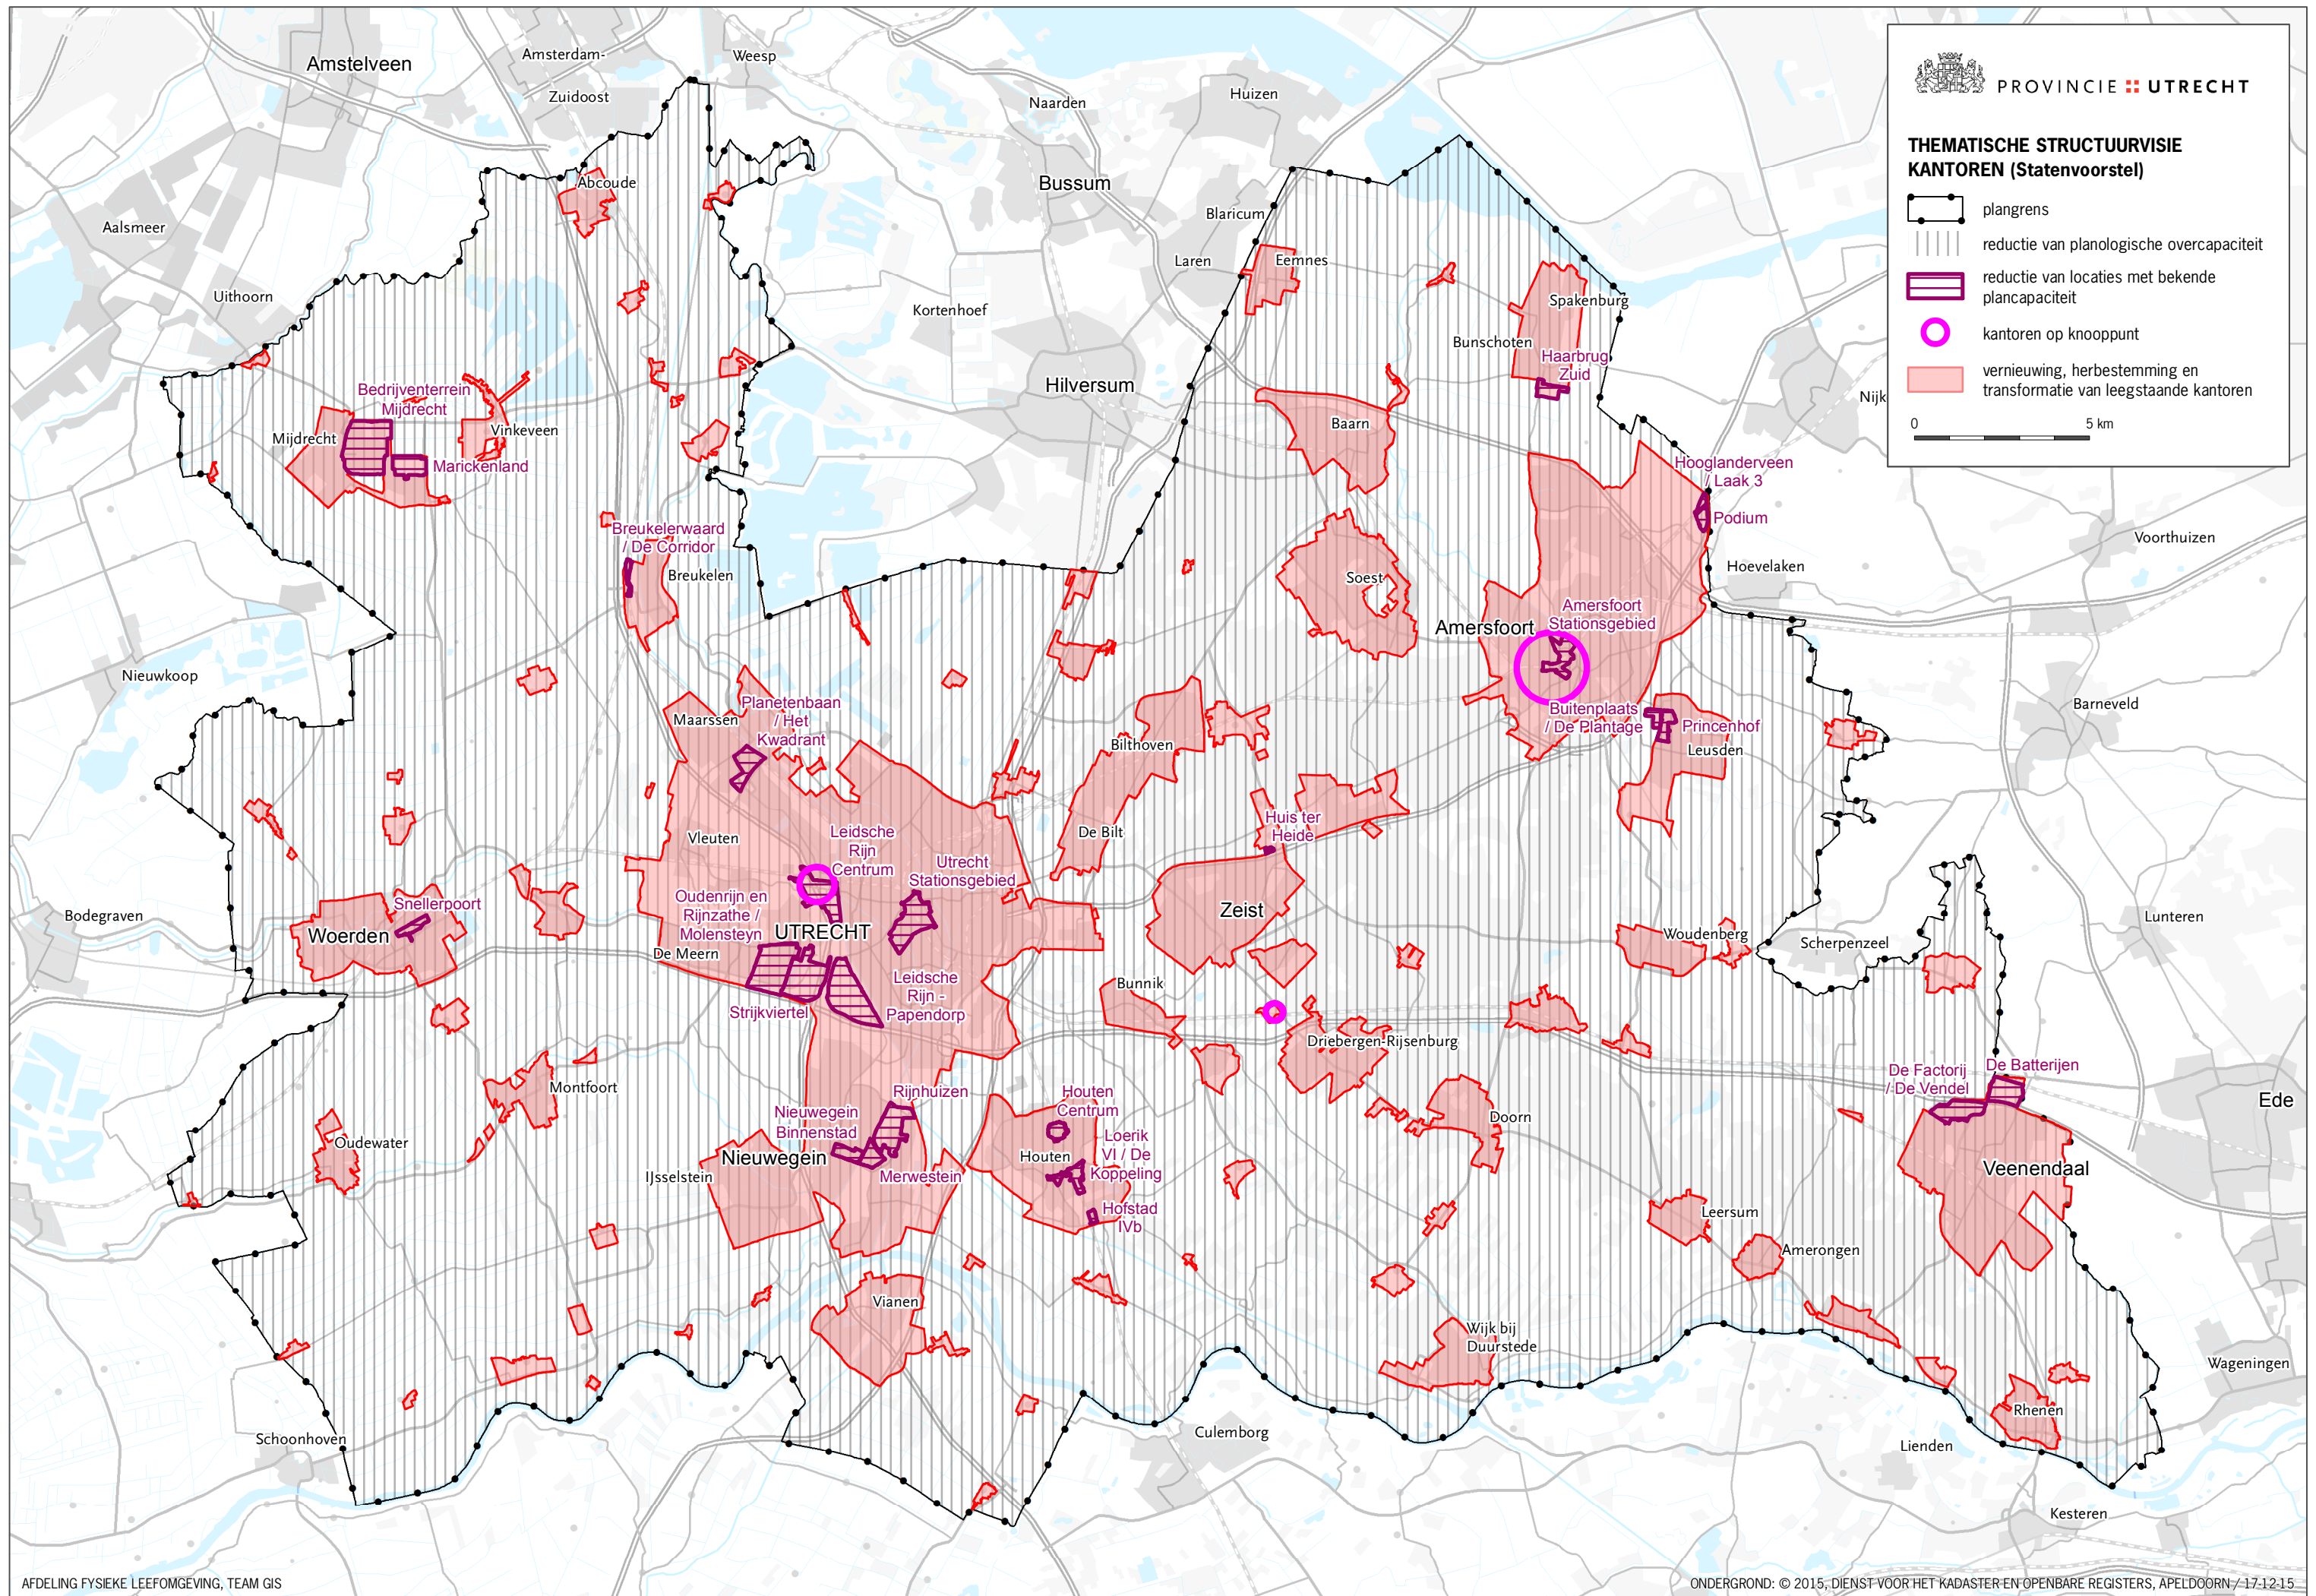 PROVINCIE UTRECHT
THEMATISCHE STRUCTUURVISIE
KANTOREN (Statenvoorstel)
plangrens
reductie van planologische overcapaciteit
reductie van locaties met bekende
plancapaciteit
kantoren op knooppunt
vernieuwing, herbestemming en
transformatie van leegstaande kantoren
0 5 km
Amstelveen
Amsterdam-
Zuidoost
Weesp
Naarden
Huizen
Bussum
Abcoude
Aalsmeer
Blaricum
Laren
Eemnes
Uithoorn
Kortenhoef
Spakenburg
Bunschoten
Haarbrug
Zuid
Hilversum
Nijk
Bedrijventerrein
Mijdrecht
Mijdrecht
Vinkeveen
Marickenland
Baarn
Hooglanderveen
/ Laak 3
Podium
Breukelerwaard
/ De Corridor
Breukelen
Voorthuizen
Hoevelaken
Soest
Amersfoort
Stationsgebied
Amersfoort
Nieuwkoop
Barneveld
Maarssen
Planetenbaan
/ Het
Kwadrant
Bilthoven
Buitenplaats
/ De Plantage
Princenhof
Leusden
Vleuten
Leidsche
Rijn
Centrum
De Bilt
Huis ter
Heide
Utrecht
Stationsgebied
Oudenrijn en
Rijnzathe /
Molensteyn
UTRECHT
Zeist
Bodegraven
Snellerpoort
Woerden
De Meern
Woudenberg
Scherpenzeel
Lunteren
Strijkviertel
Leidsche
Rijn -
Papendorp
Bunnik
Driebergen-Rijsenburg
De Factorij
/ De Vendel
De Batterijen
Ede
Montfoort
Rijnhuizen
Houten
Centrum
Nieuwegein
Binnenstad
Doorn
Oudewater
Nieuwegein
Houten
Loerik
VI / De
Koppeling
Veenendaal
IJsselstein
Merwestein
Hofstad
IVb
Leersum
Amerongen
Vianen
Wijk bij
Duurstede
Wageningen
Rhenen
Schoonhoven
Culemborg
Lienden
Kesteren
AFDELING FYSIEKE LEEFOMGEVING, TEAM GIS
ONDERGROND: © 2015, DIENST VOOR HET KADASTER EN OPENBARE REGISTERS, APELDOORN / 17-12-15